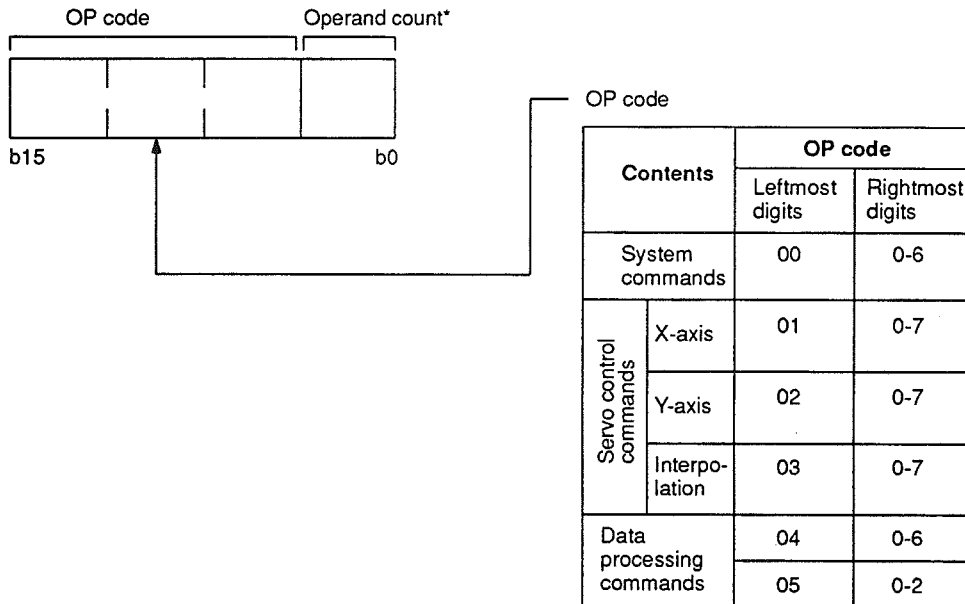 OP code Operand count*
b15 b0
OP code
Contents OP code
Leftmost digits Rightmost digits
System commands 00 0-6
Servo control commands
X-axis 01 0-7
Y-axis 02 0-7
Interpo-
lation 03 0-7
Data processing commands 04 0-6
05 0-2